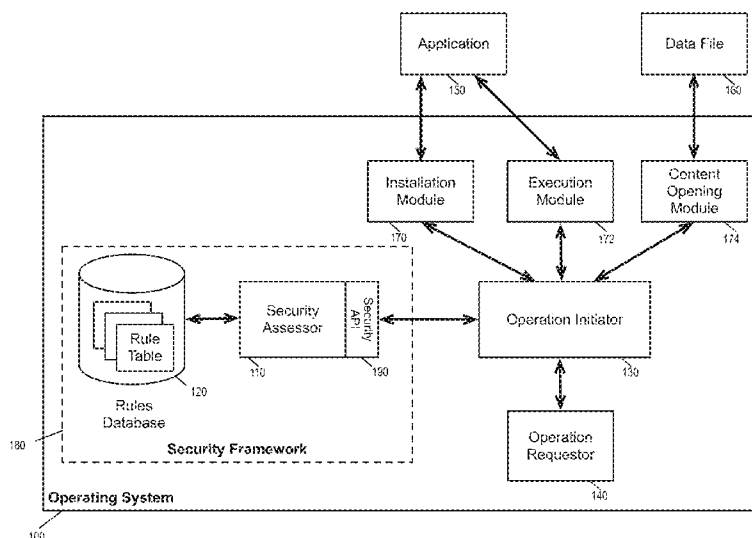 Application
150
Data File
160
Installation
Module
170
Execution
Module
172
Content
Opening
Module
174
Rule
Table
120
Rules
Database
Security
Assessor
110
Security
API
190
Operation Initiator
130
Operation
Requestor
140
180
Security Framework
Operating System
100